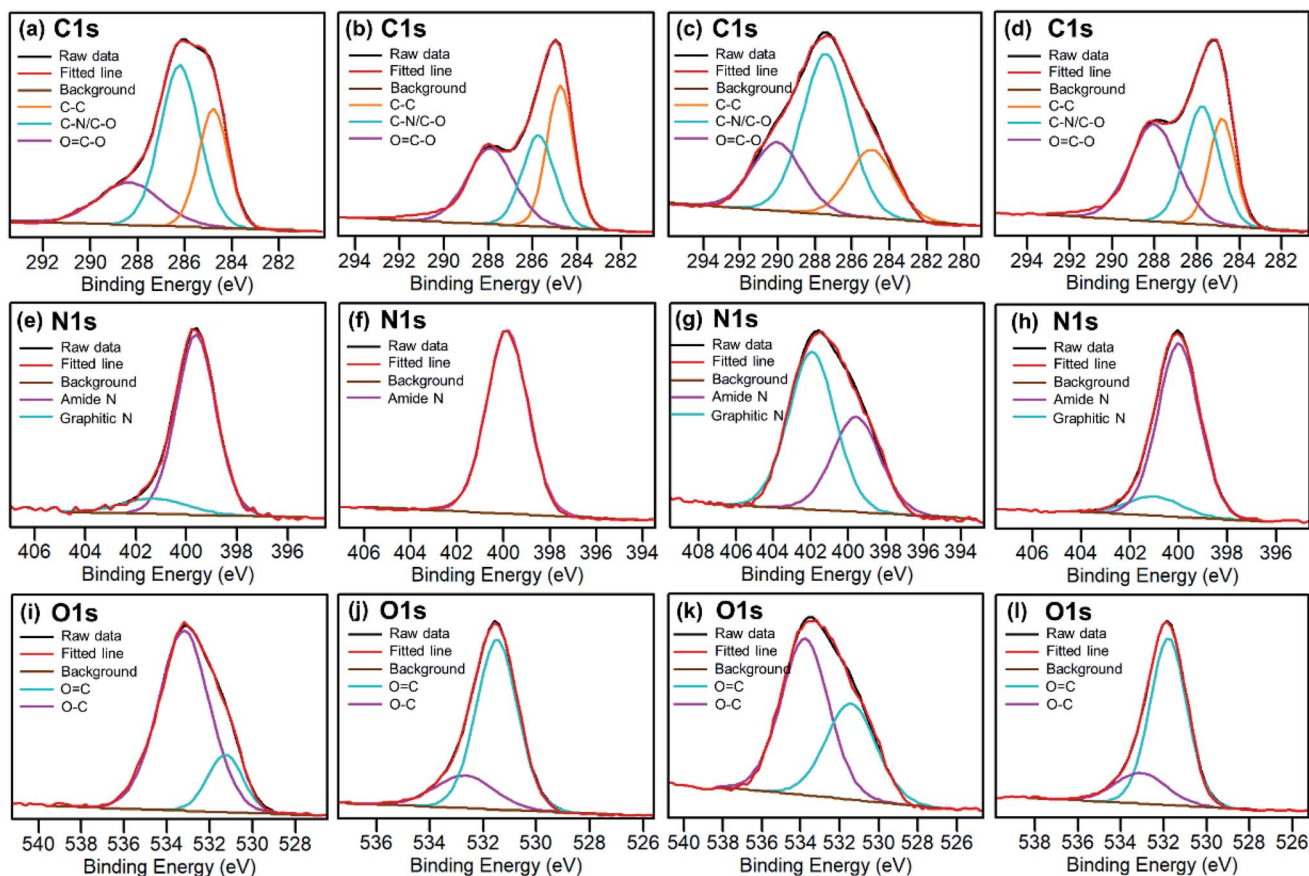 (a) C1s
Raw data
Fitted line
Background
C-C
C-N/C-O
O=C-O
292 290 288 286 284 282
Binding Energy (eV)
(b) C1s
Raw data
Fitted line
Background
C-C
C-N/C-O
O=C-O
294 292 290 288 286 284 282
Binding Energy (eV)
(c) C1s
Raw data
Fitted line
Background
C-C
C-N/C-O
O=C-O
294 292 290 288 286 284 282 280
Binding Energy (eV)
(d) C1s
Raw data
Fitted line
Background
C-C
C-N/C-O
O=C-O
294 292 290 288 286 284 282
Binding Energy (eV)
(e) N1s
Raw data
Fitted line
Background
Amide N
Graphitic N
406 404 402 400 398 396
Binding Energy (eV)
(f) N1s
Raw data
Fitted line
Background
Amide N
406 404 402 400 398 396 394
Binding Energy (eV)
(g) N1s
Raw data
Fitted line
Background
Amide N
Graphitic N
408 406 404 402 400 398 396 394
Binding Energy (eV)
(h) N1s
Raw data
Fitted line
Background
Amide N
Graphitic N
406 404 402 400 398 396
Binding Energy (eV)
(i) O1s
Raw data
Fitted line
Background
O=C
O-C
540 538 536 534 532 530 528
Binding Energy (eV)
(j) O1s
Raw data
Fitted line
Background
O=C
O-C
536 534 532 530 528 526
Binding Energy (eV)
(k) O1s
Raw data
Fitted line
Background
O=C
O-C
540 538 536 534 532 530 528 526
Binding Energy (eV)
(l) O1s
Raw data
Fitted line
Background
O=C
O-C
538 536 534 532 530 528 526
Binding Energy (eV)